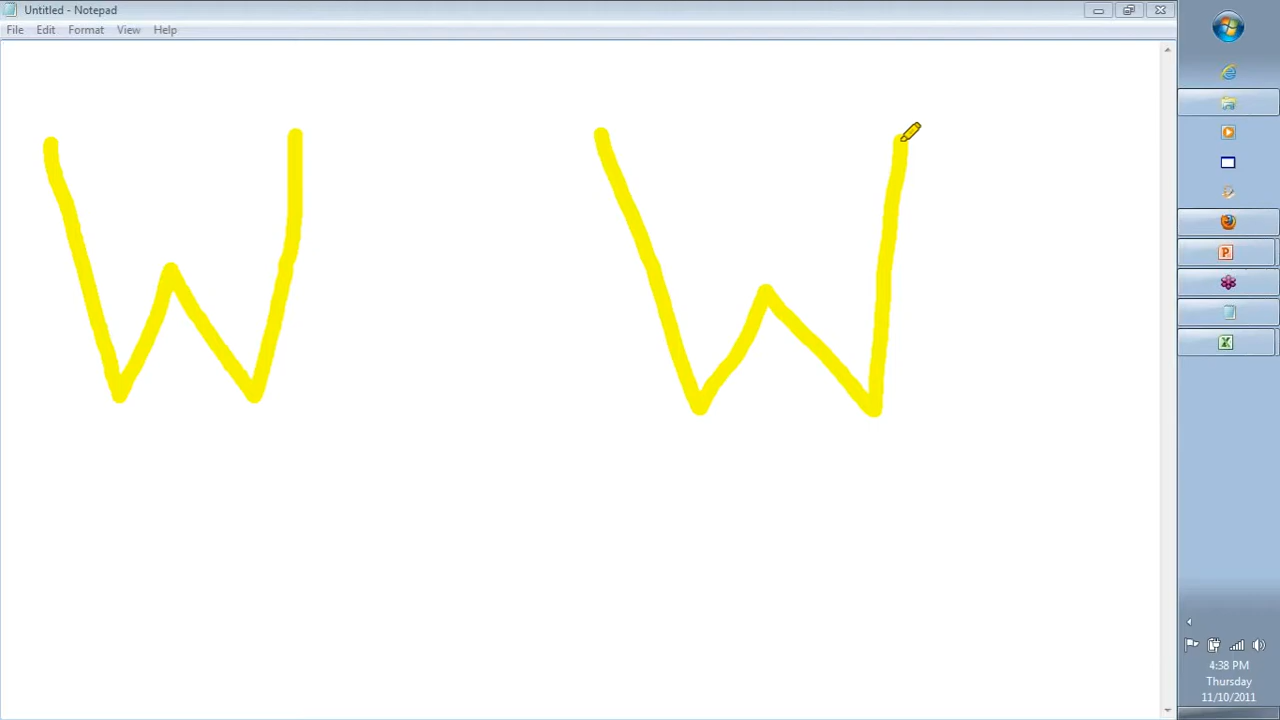 Untitled - Notepad
File Edit Format View Help
W W
4:38 PM
Thursday
11/10/2011